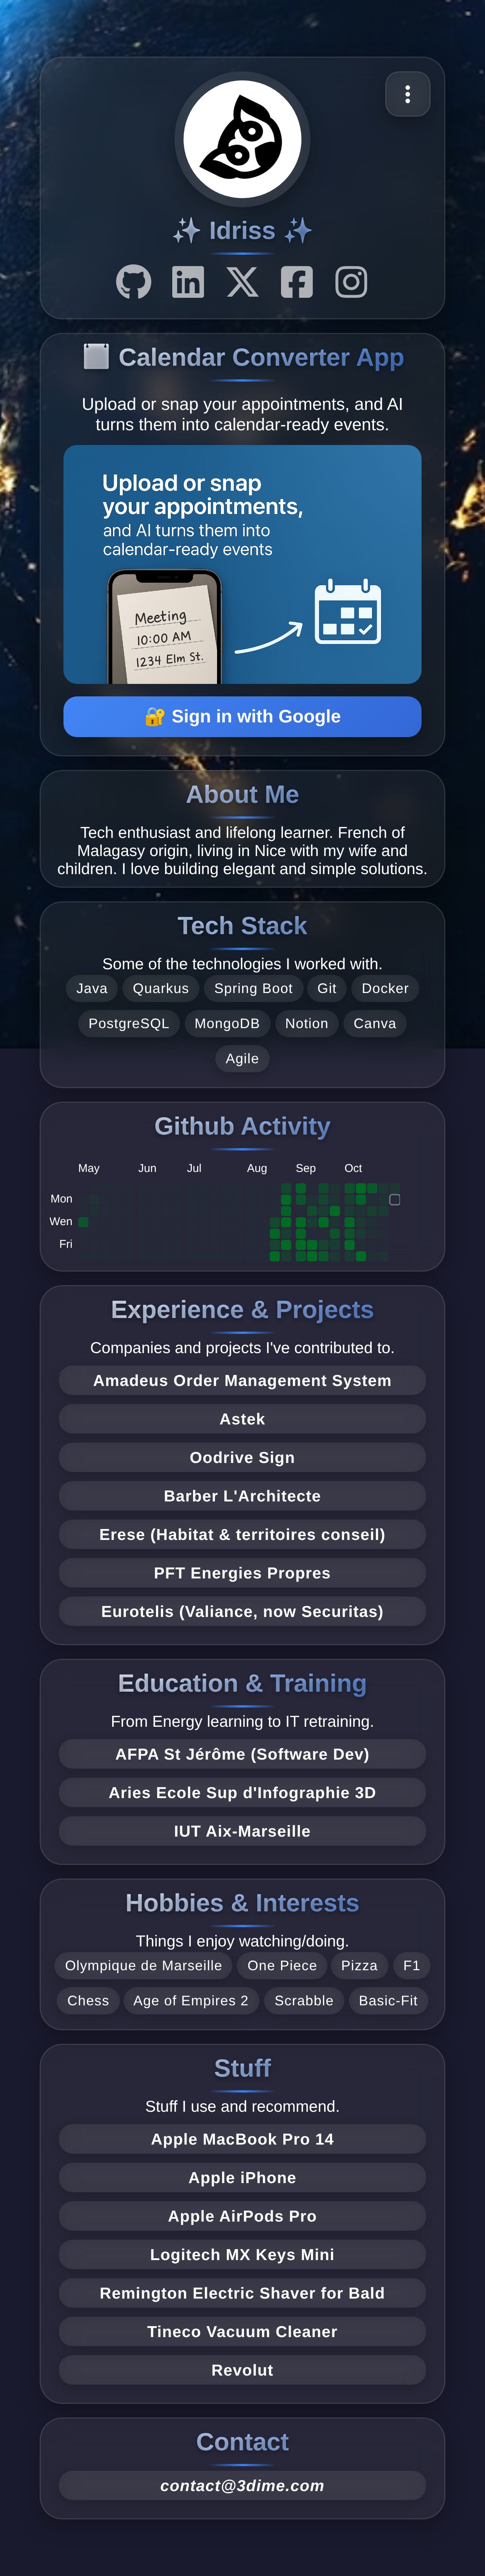 ✨ Idriss ✨
Calendar Converter App
Upload or snap your appointments, and AI
turns them into calendar-ready events.
Upload or snap
your appointments,
and AI turns them into
calendar-ready events
Meeting
10:00 AM
1234 Elm St.
🔐 Sign in with Google
About Me
Tech enthusiast and lifelong learner. French of
Malagasy origin, living in Nice with my wife and
children. I love building elegant and simple solutions.
Tech Stack
Some of the technologies I worked with.
Java Quarkus Spring Boot Git Docker
PostgreSQL MongoDB Notion Canva
Agile
Github Activity
May Jun Jul Aug Sep Oct
Mon
Wen
Fri
Experience & Projects
Companies and projects I've contributed to.
Amadeus Order Management System
Astek
Oodrive Sign
Barber L'Architecte
Erese (Habitat & territoires conseil)
PFT Energies Propres
Eurotelis (Valiance, now Securitas)
Education & Training
From Energy learning to IT retraining.
AFPA St Jérôme (Software Dev)
Aries Ecole Sup d'Infographie 3D
IUT Aix-Marseille
Hobbies & Interests
Things I enjoy watching/doing.
Olympique de Marseille One Piece Pizza F1
Chess Age of Empires 2 Scrabble Basic-Fit
Stuff
Stuff I use and recommend.
Apple MacBook Pro 14
Apple iPhone
Apple AirPods Pro
Logitech MX Keys Mini
Remington Electric Shaver for Bald
Tineco Vacuum Cleaner
Revolut
Contact
contact@3dime.com